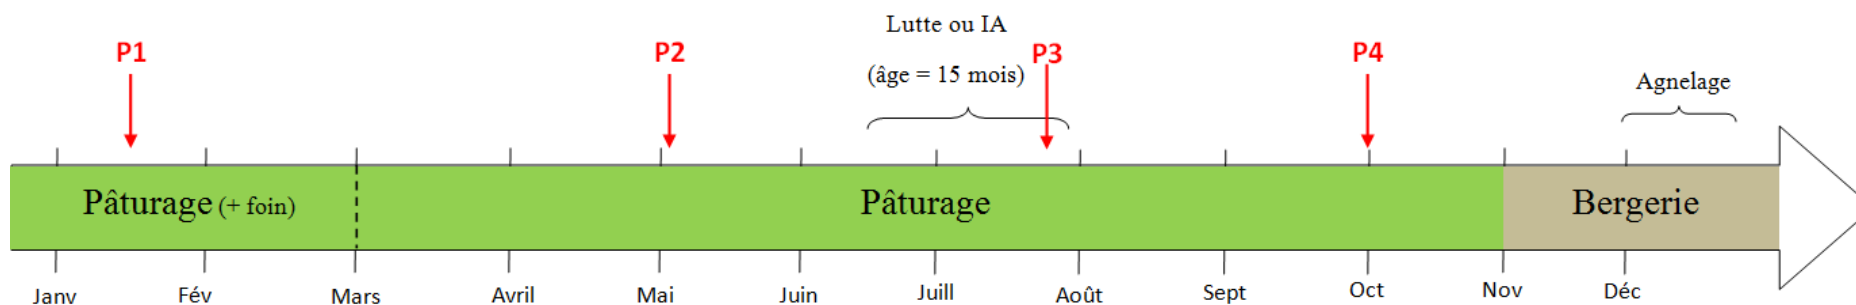 Lutte ou IA
P1
P2
(âge = 15 mois)
P3
P4
Agnelage
Pâturage (+ foin)
Pâturage
Bergerie
Janv
Fév
Mars
Avril
Mai
Juin
Juill
Août
Sept
Oct
Nov
Déc